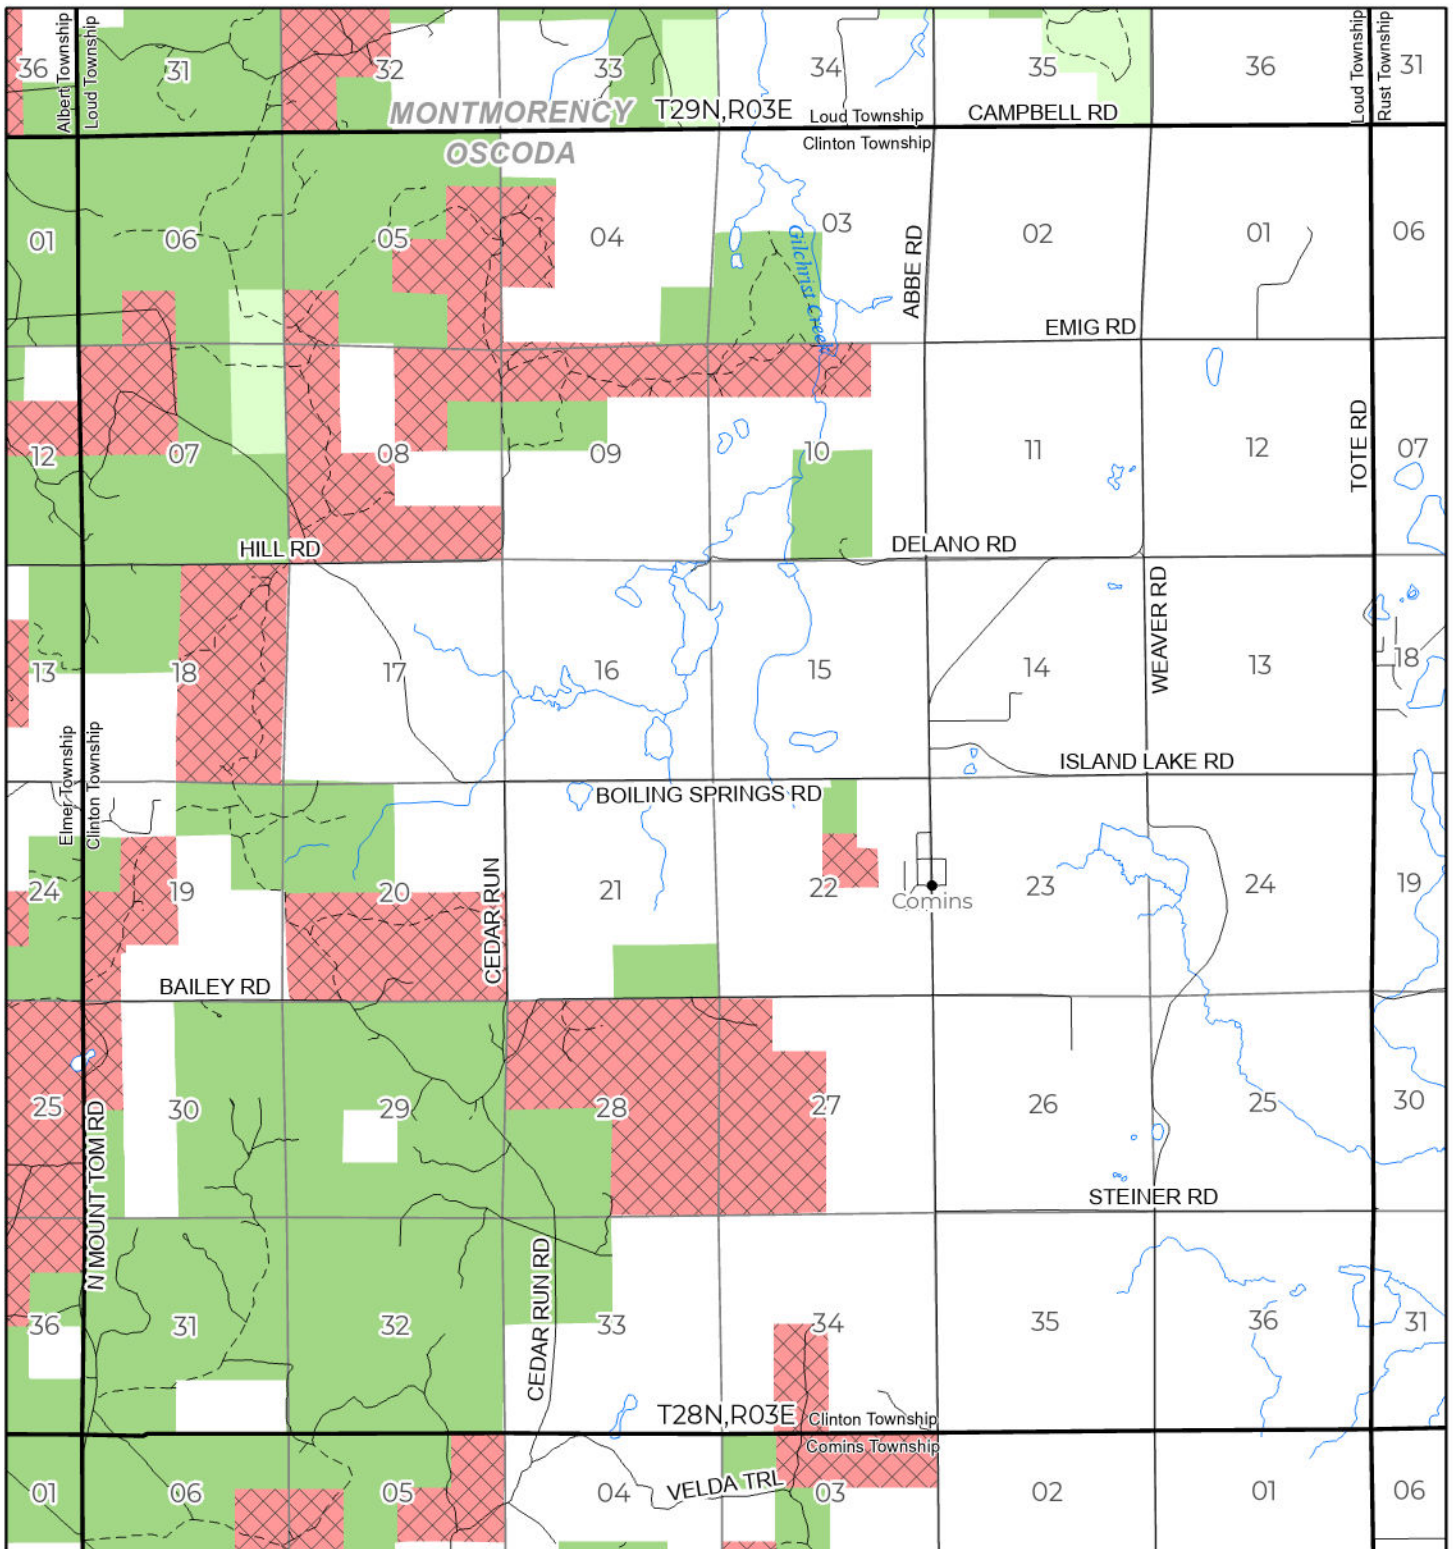 36
31
32
33
34
35
36
31
Albert Township
Loud Township
Loud Township
Rust Township
MONTMORENCY
T29N,R03E
Loud Township
CAMPBELL RD
OSCODA
Clinton Township
01
06
05
04
03
02
01
06
Gilchrist Creek
ABBE RD
EMIG RD
12
07
08
09
10
11
12
07
TOTE RD
HILL RD
DELANO RD
13
18
17
16
15
14
13
18
WEAVER RD
Elmer Township
Clinton Township
ISLAND LAKE RD
BOILING SPRINGS RD
24
19
20
21
22
23
24
19
CEDAR RUN
Comins
BAILEY RD
25
30
29
28
27
26
25
30
N MOUNT TOM RD
STEINER RD
36
31
32
33
34
35
36
31
CEDAR RUN RD
T28N,R03E
Clinton Township
Comins Township
01
06
05
04
VELDA TRL
03
02
01
06